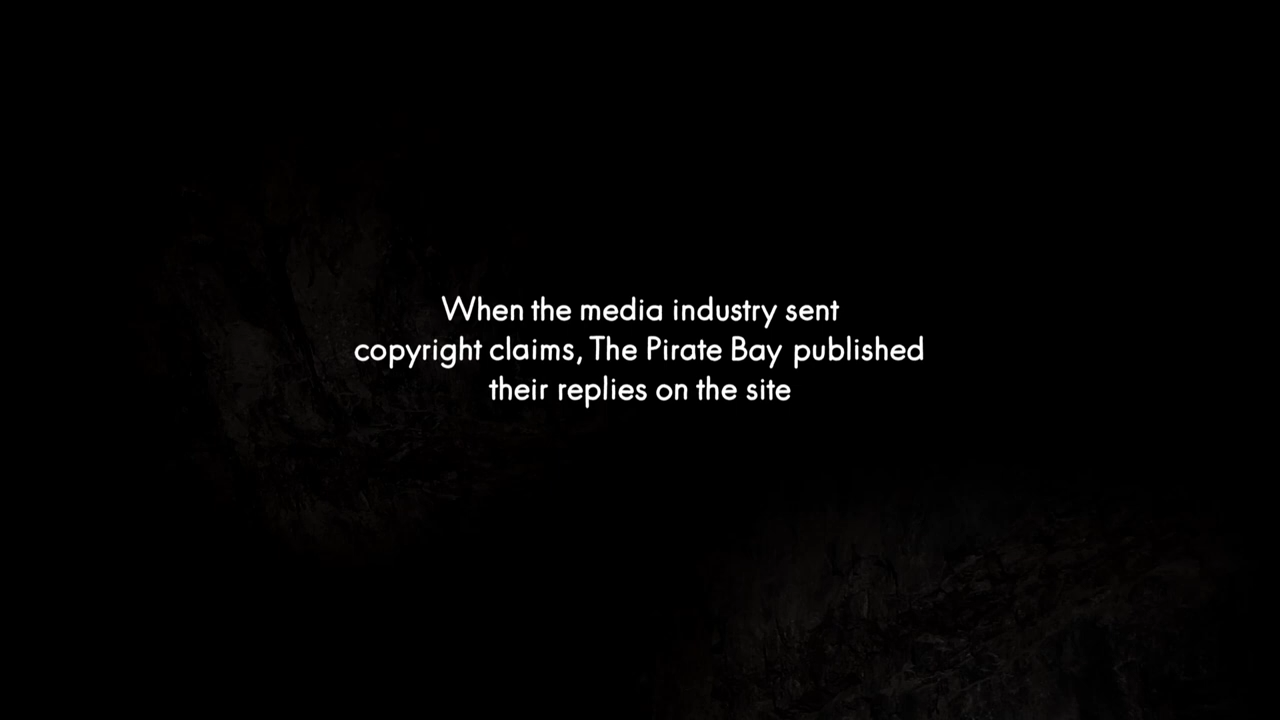 When the media industry sent
copyright claims, The Pirate Bay published
their replies on the site